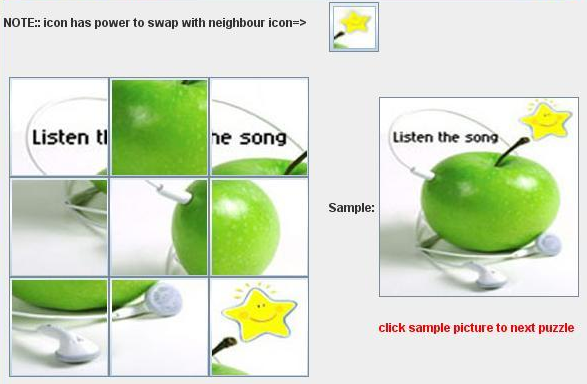 NOTE:: icon has power to swap with neighbour icon=>
Listen tl
he song
Sample:
Listen the song
click sample picture to next puzzle